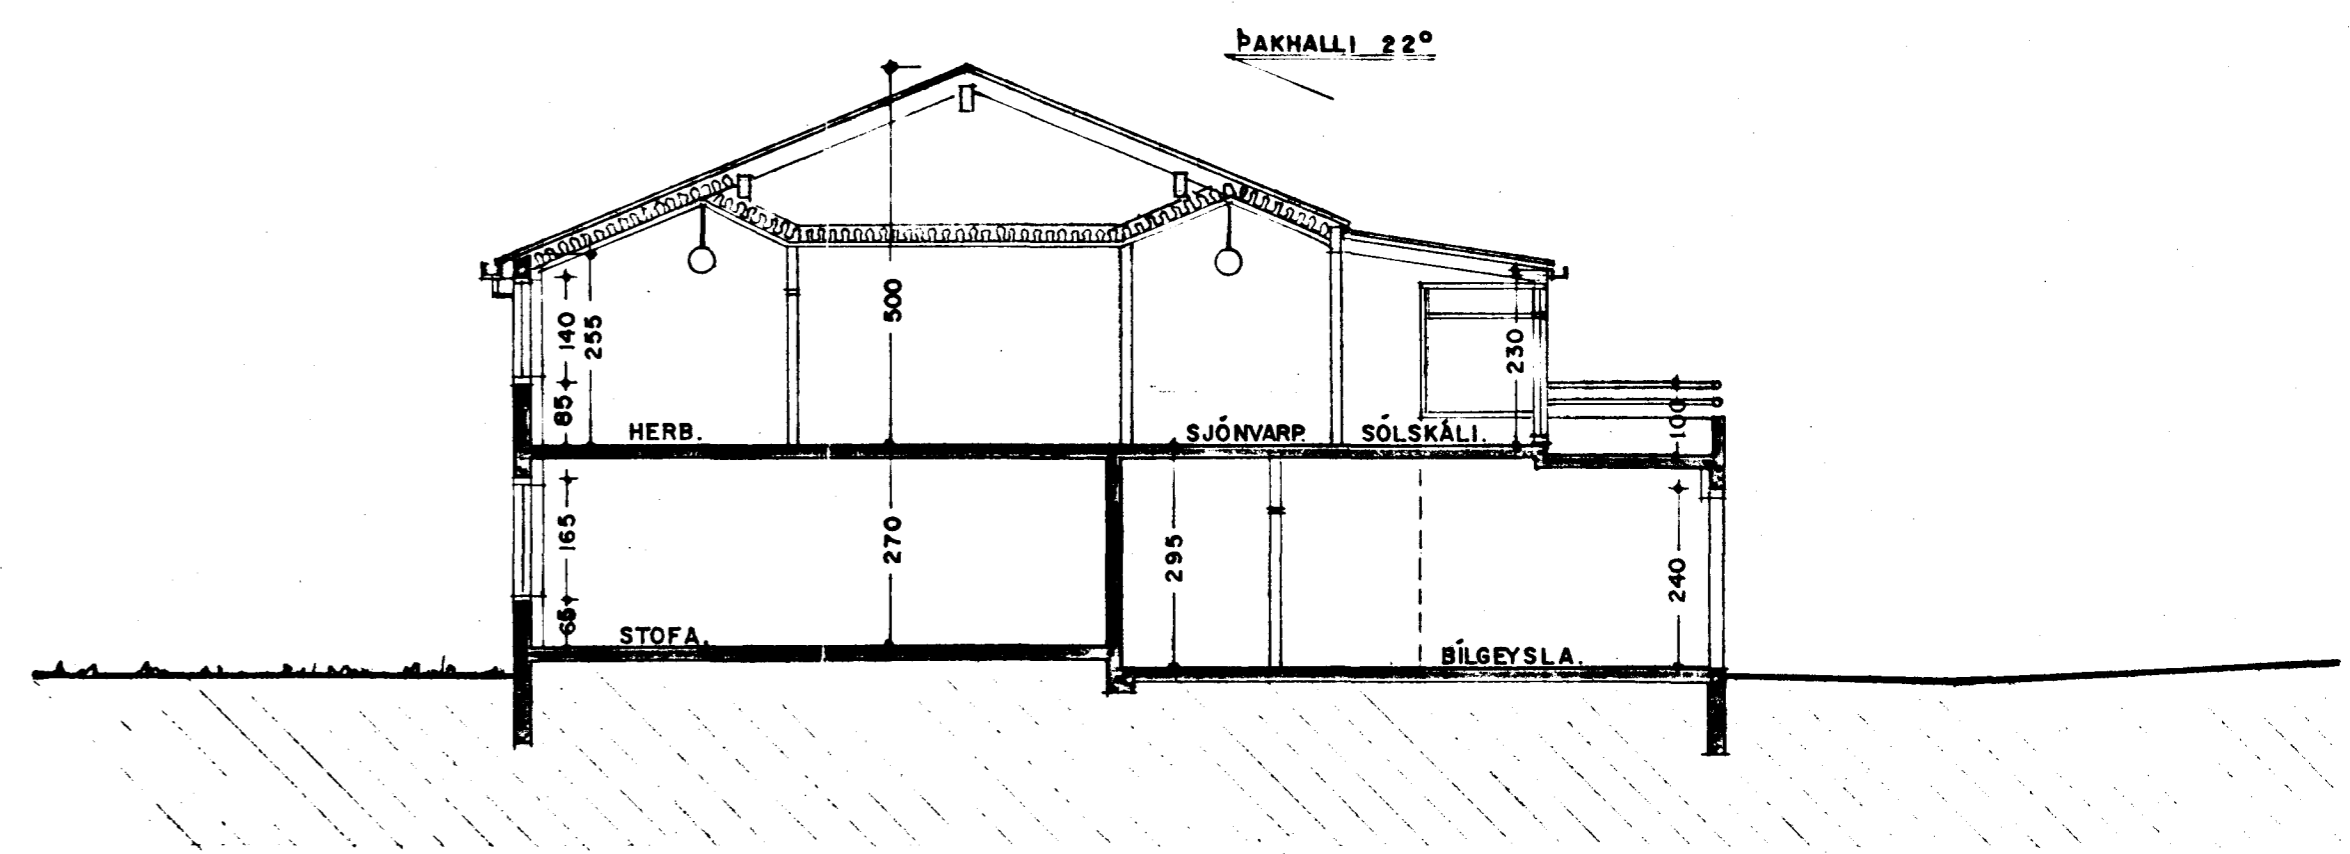 ÞAKHALLI 22°
500
140
255
85
230
100
HERB.
SJÓNVARP.
SÓLSKÁLI.
165
270
295
240
65
STOFA.
BÍLGEYSLA.